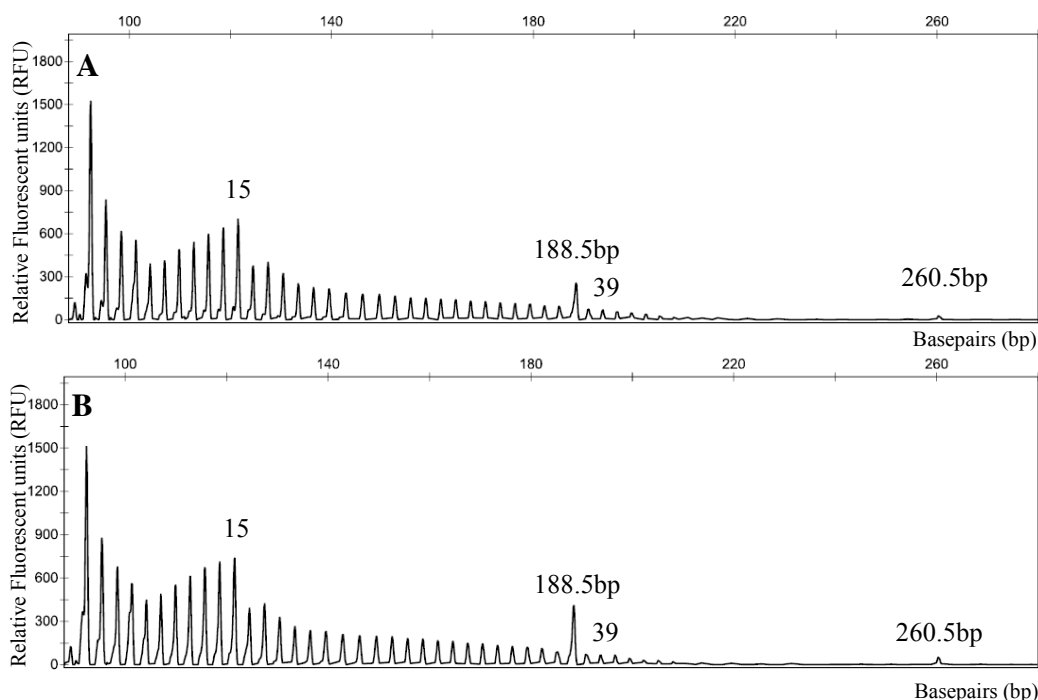 100 140 180 220 260
Relative Fluorescent units (RFU)
1800
1500
1200
900
600
300
0
A
15
188.5bp
39
260.5bp
Basepairs (bp)
100 140 180 220 260
Relative Fluorescent units (RFU)
1800
1500
1200
900
600
300
0
B
15
188.5bp
39
260.5bp
Basepairs (bp)